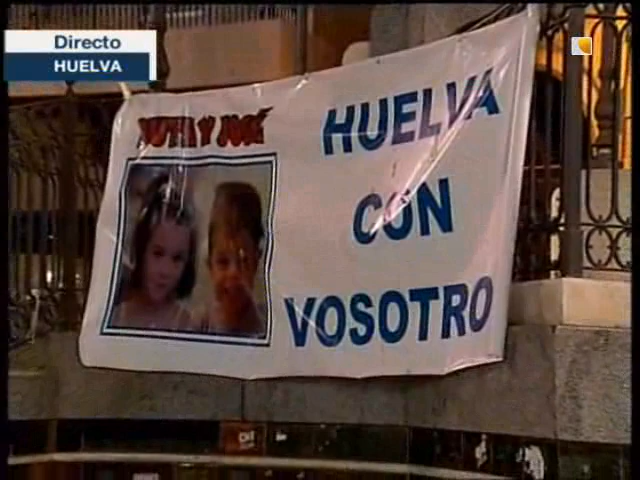 Directo
HUELVA
RUTH Y JOSÉ
HUELVA
CON
VOSOTRO